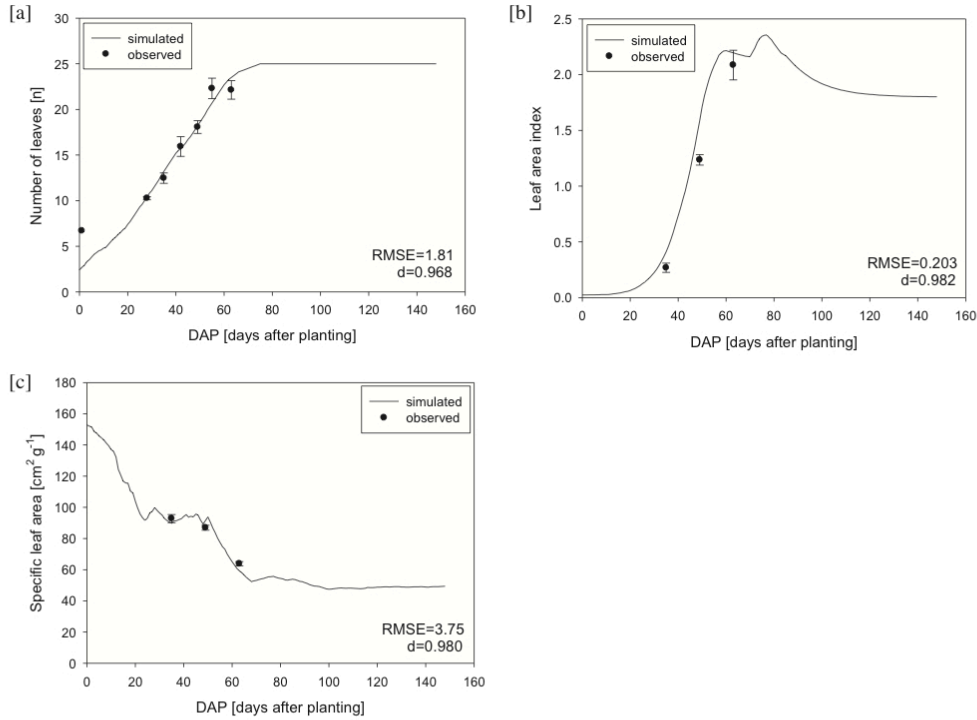 [a]
30
25
20
15
10
5
0
Number of leaves [n]
simulated
observed
RMSE=1.81
d=0.968
0 20 40 60 80 100 120 140 160
DAP [days after planting]
[b]
2.5
2.0
1.5
1.0
0.5
0.0
Leaf area index
simulated
observed
RMSE=0.203
d=0.982
0 20 40 60 80 100 120 140 160
DAP [days after planting]
[c]
180
160
140
120
100
80
60
40
20
0
Specific leaf area [cm² g⁻¹]
simulated
observed
RMSE=3.75
d=0.980
0 20 40 60 80 100 120 140 160
DAP [days after planting]